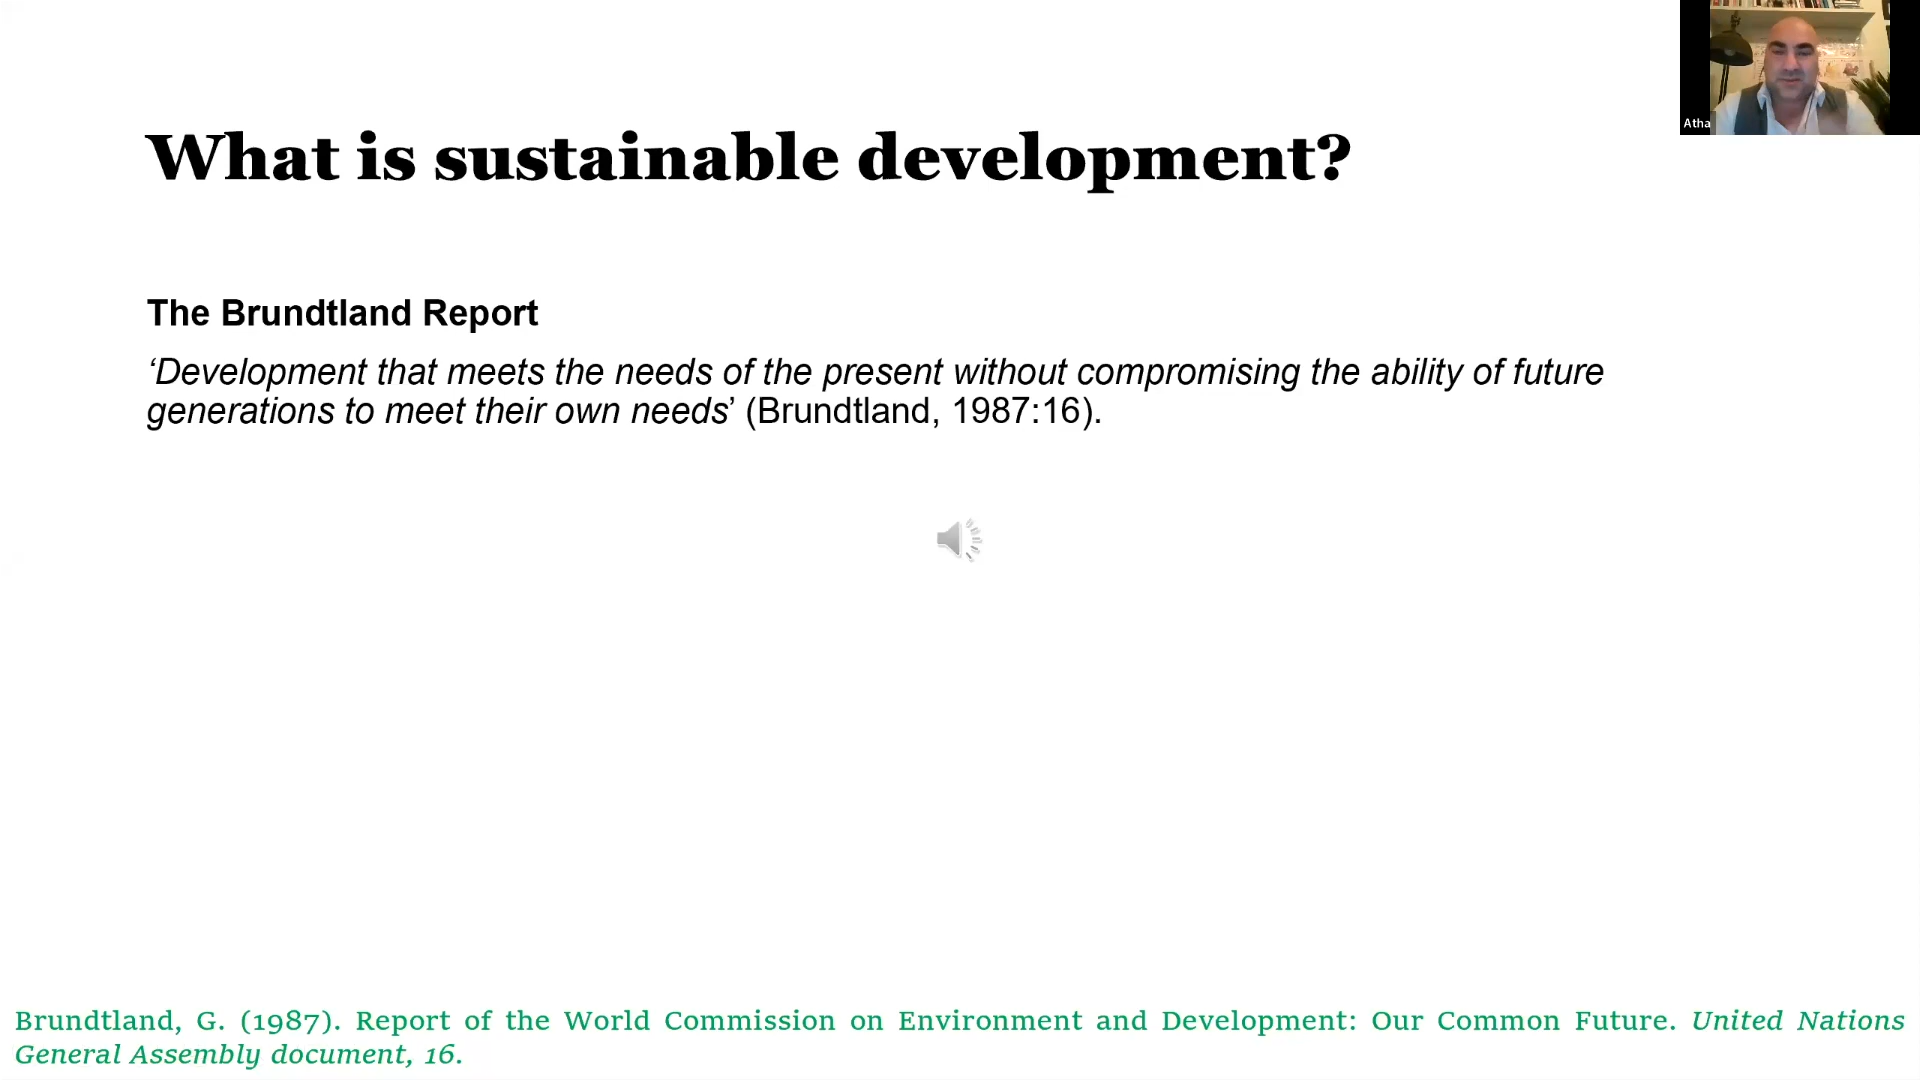 Atha
What is sustainable development?
The Brundtland Report
‘Development that meets the needs of the present without compromising the ability of future
generations to meet their own needs’ (Brundtland, 1987:16).
Brundtland, G. (1987). Report of the World Commission on Environment and Development: Our Common Future. United Nations
General Assembly document, 16.